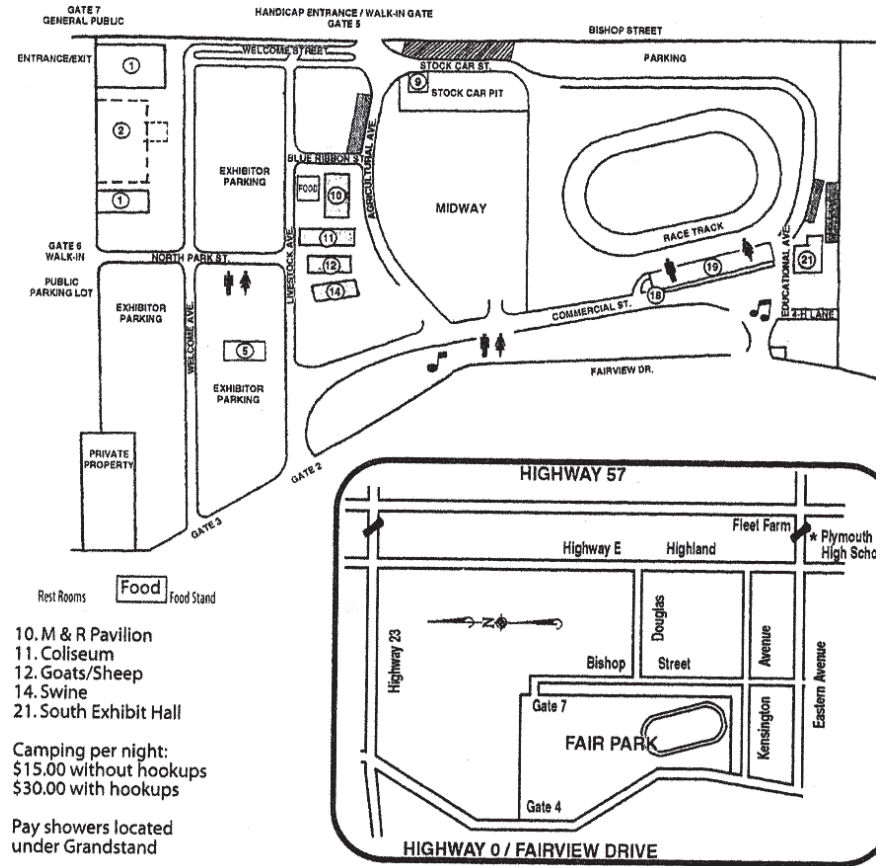 GATE 7
GENERAL PUBLIC
HANDICAP ENTRANCE / WALK-IN GATE
GATE 5
BISHOP STREET
ENTRANCE/EXIT
WELCOME STREET
STOCK CAR ST.
PARKING
1
9
STOCK CAR PIT
2
AGRICULTURAL AVE.
BLUE RIBBON ST.
EXHIBITOR
PARKING
FOOD
10
MIDWAY
1
RACE TRACK
11
GATE 6
WALK-IN
NORTH PARK ST.
LIVESTOCK AVE.
12
19
21
EDUCATIONAL AVE.
PUBLIC
PARKING LOT
14
18
EXHIBITOR
PARKING
WELCOME AVE.
COMMERCIAL ST.
4-H LANE
5
EXHIBITOR
PARKING
FAIRVIEW DR.
PRIVATE
PROPERTY
GATE 2
GATE 3
HIGHWAY 57
Fleet Farm
* Plymouth
High Scho
Highway E
Highland
Rest Rooms
Food
Food Stand
10. M & R Pavilion
11. Coliseum
12. Goats/Sheep
14. Swine
21. South Exhibit Hall
Camping per night:
$15.00 without hookups
$30.00 with hookups
Pay showers located
under Grandstand
N
Highway 23
Douglas
Avenue
Eastern Avenue
Bishop
Street
Gate 7
Kensington
FAIR PARK
Gate 4
HIGHWAY 0 / FAIRVIEW DRIVE